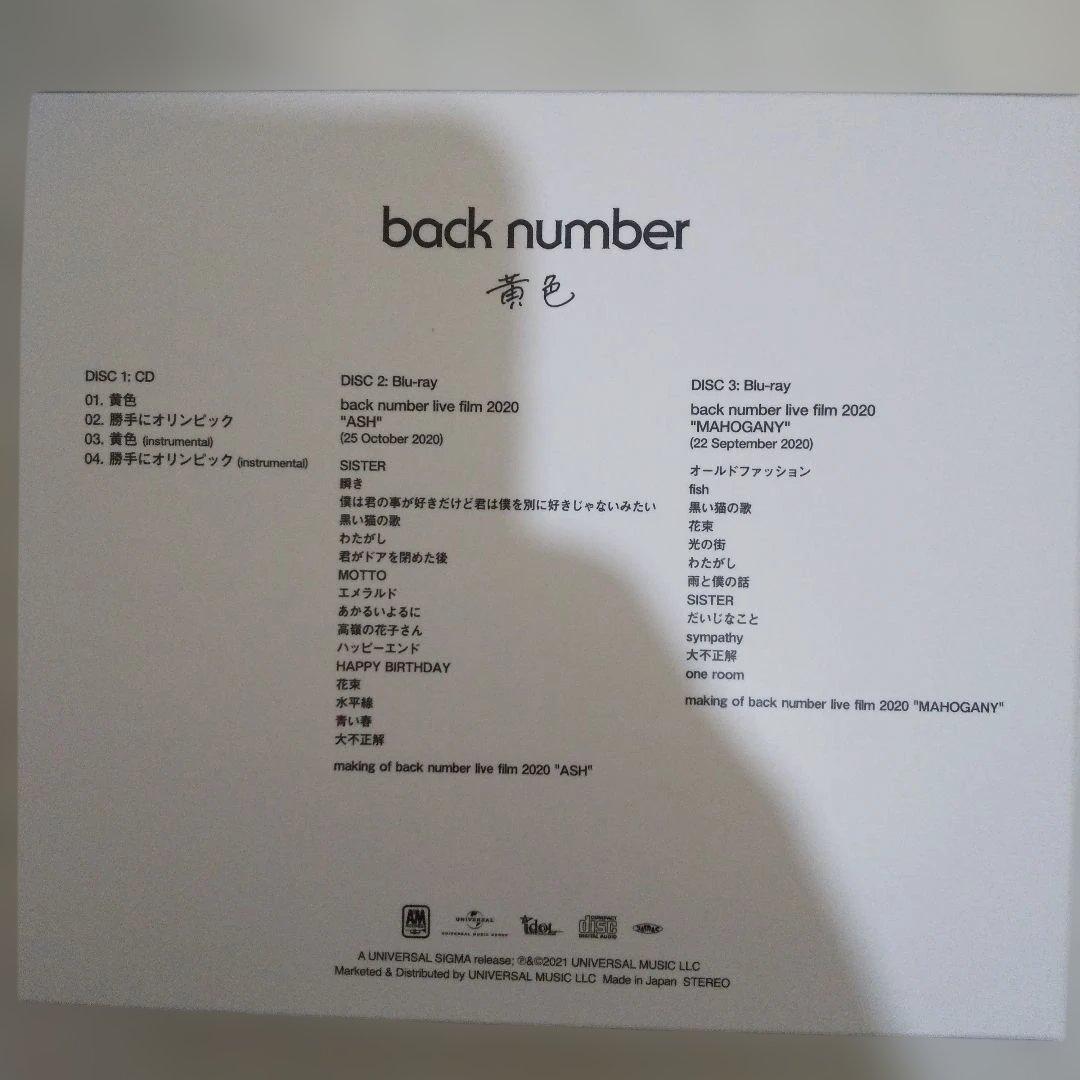 back number
黄色
DISC 1: CD
01. 黄色
02. 勝手にオリンピック
03. 黄色 (instrumental)
04. 勝手にオリンピック (instrumental)
DISC 2: Blu-ray
back number live film 2020
"ASH"
(25 October 2020)
SISTER
瞬き
僕は君の事が好きだけど君は僕を別に好きじゃないみたい
黒い猫の歌
わたがし
君がドアを閉めた後
MOTTO
エメラルド
あかるいよるに
高嶺の花子さん
ハッピーエンド
HAPPY BIRTHDAY
花束
水平線
青い春
大不正解
making of back number live film 2020 "ASH"
DISC 3: Blu-ray
back number live film 2020
"MAHOGANY"
(22 September 2020)
オールドファッション
fish
黒い猫の歌
花束
光の街
わたがし
雨と僕の話
SISTER
だいじなこと
sympathy
大不正解
one room
making of back number live film 2020 "MAHOGANY"
A&M
UNIVERSAL
UNIVERSAL MUSIC GROUP
idol
COMPACT disc DIGITAL AUDIO
A UNIVERSAL SIGMA release; ℗&©2021 UNIVERSAL MUSIC LLC
Marketed & Distributed by UNIVERSAL MUSIC LLC Made in Japan STEREO